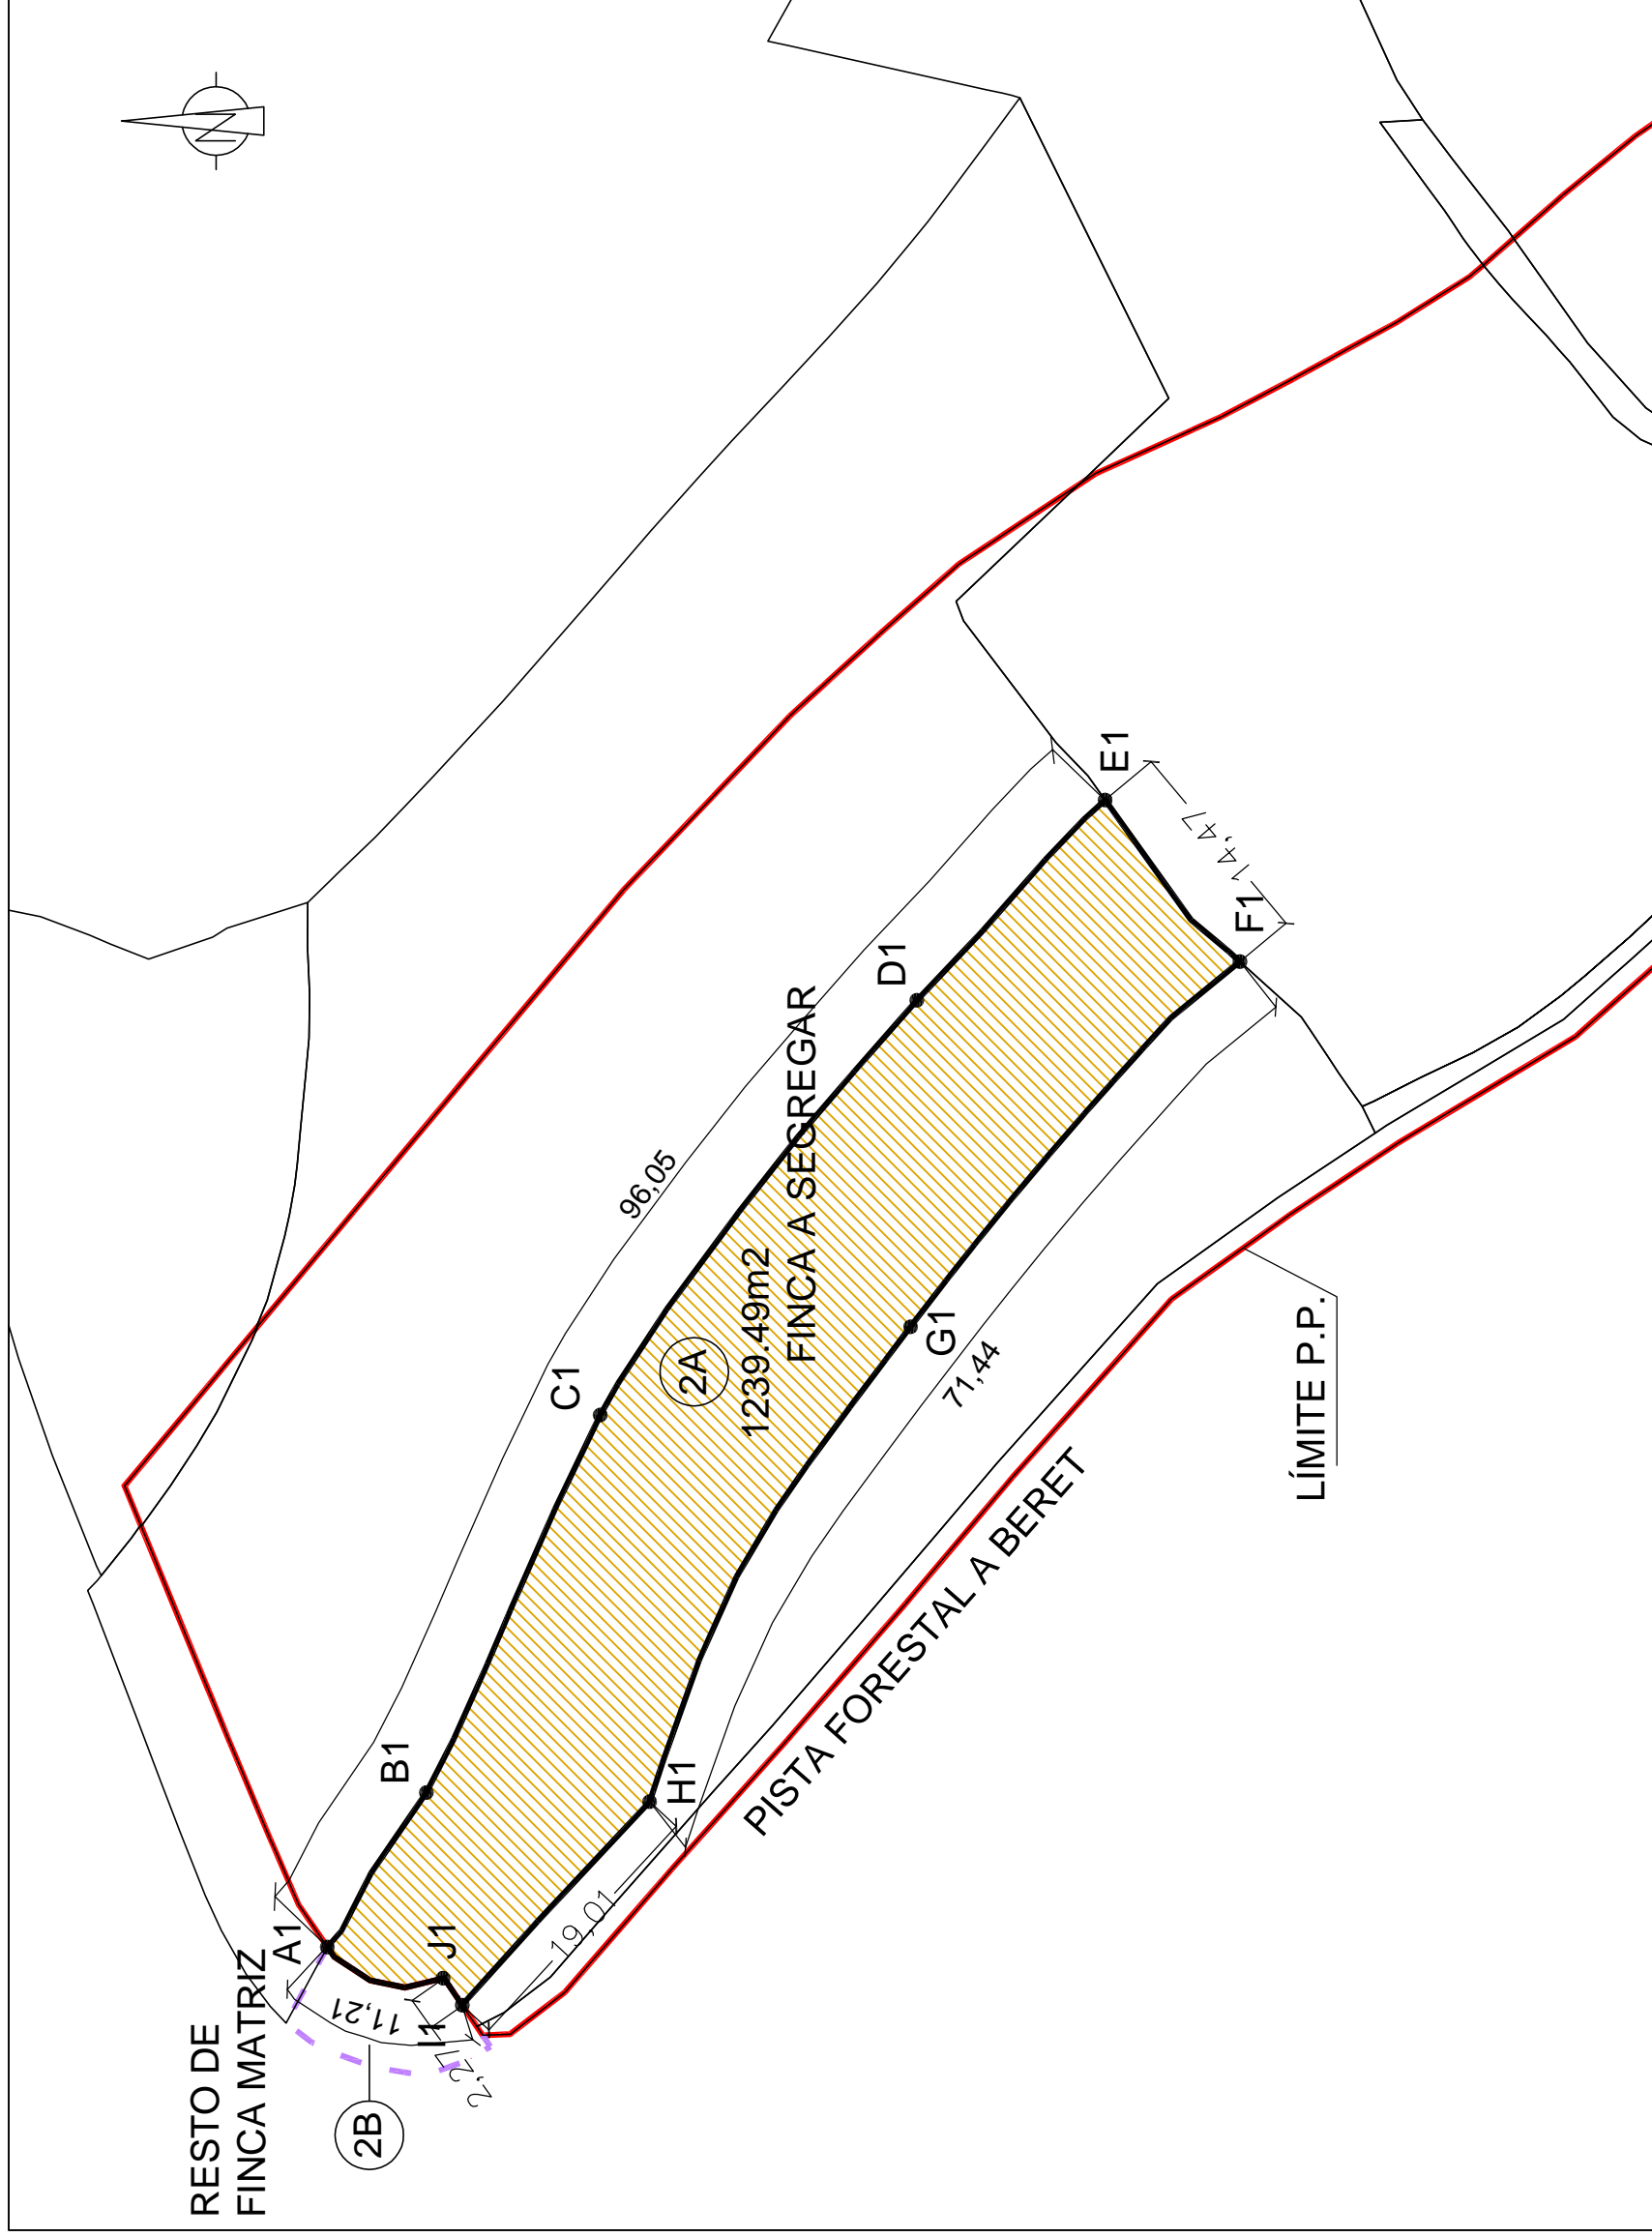 N
RESTO DE
FINCA MATRIZ
2B
A1
11,21
J1
I1
2,27
B1
19,01
H1
C1
96,05
2A
1239.49m2
FINCA A SEGREGAR
D1
G1
71,44
E1
14,47
F1
PISTA FORESTAL A BERET
LÍMITE P.P.